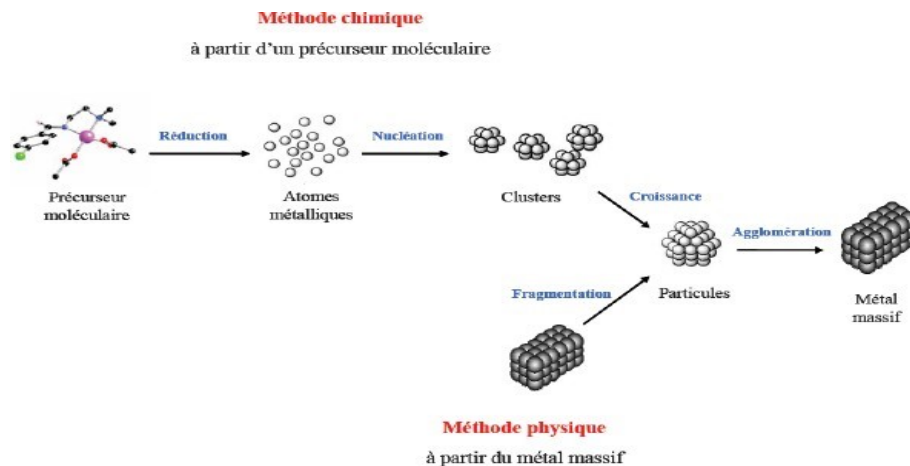 Méthode chimique
à partir d'un précurseur moléculaire
Réduction
Nucléation
Précurseur
moléculaire
Atomes
métalliques
Clusters
Croissance
Agglomération
Fragmentation
Particules
Métal
massif
Méthode physique
à partir du métal massif